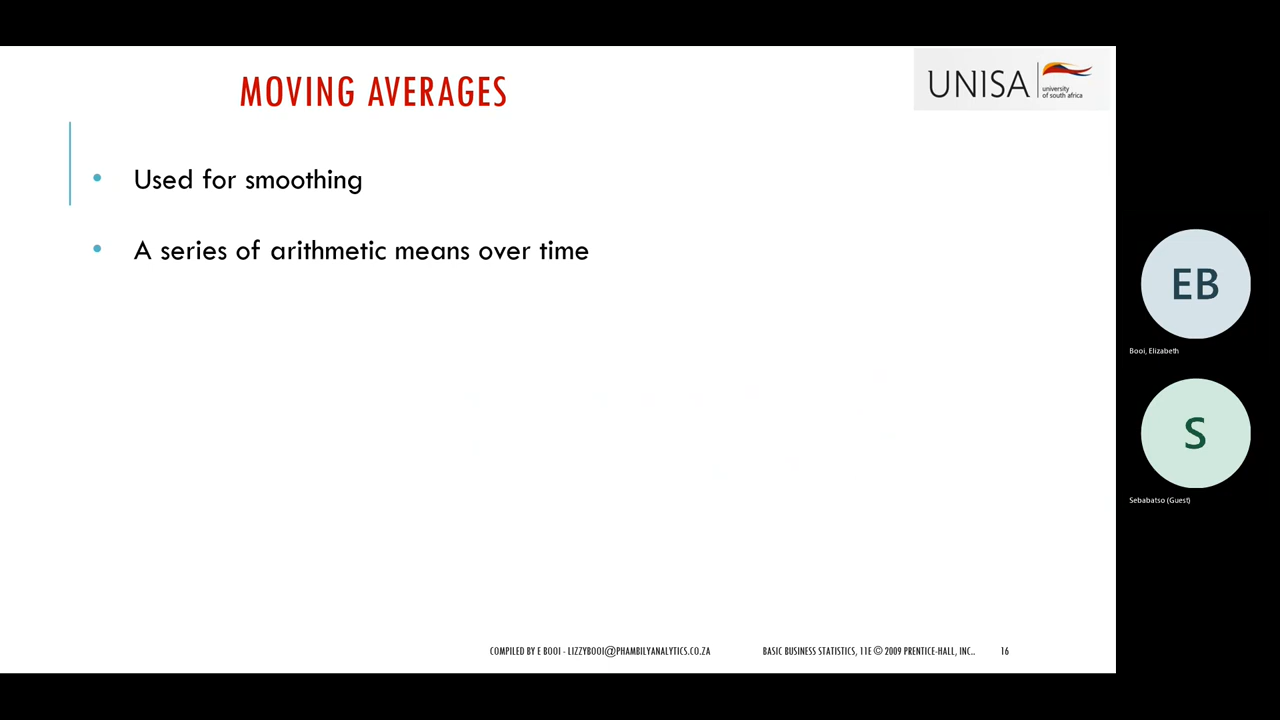 MOVING AVERAGES
UNISA
university
of south africa
• Used for smoothing
• A series of arithmetic means over time
EB
Booi, Elizabeth
S
Sebabatso (Guest)
COMPILED BY E BOOI - LIZZYBOOI@PHAMBILYANALYTICS.CO.ZA
BASIC BUSINESS STATISTICS, 11E © 2009 PRENTICE-HALL, INC..
16